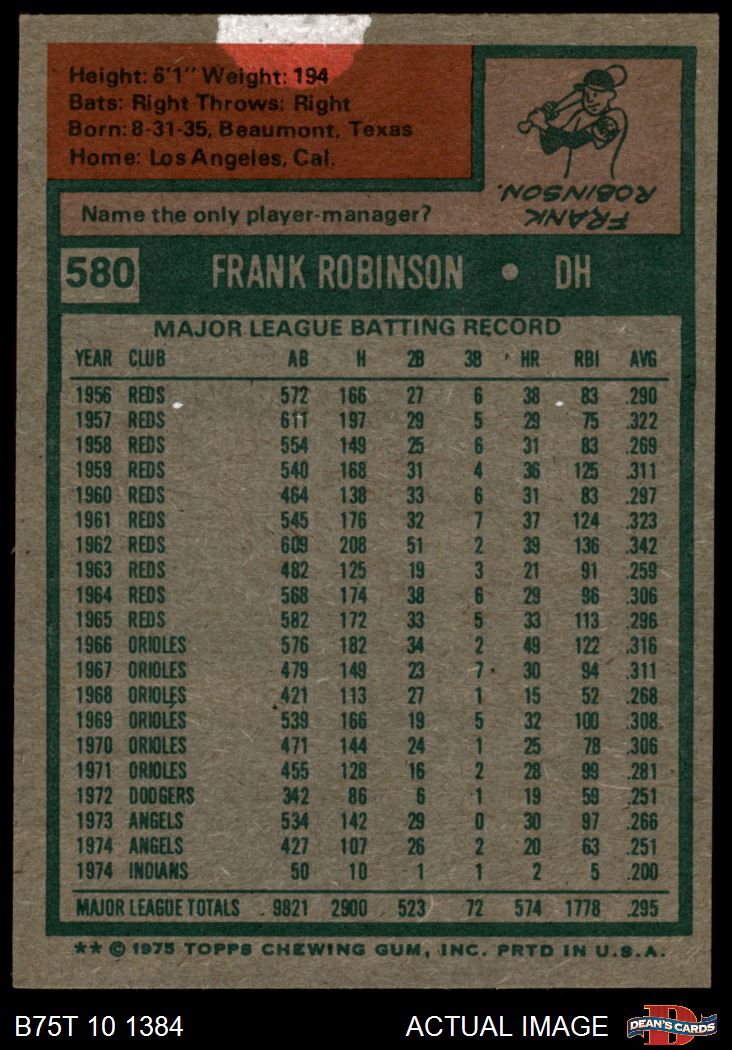 Height: 6'1" Weight: 194
Bats: Right Throws: Right
Born: 8-31-35, Beaumont, Texas
Home: Los Angeles, Cal.
FRANK
ROBINSON.
Name the only player-manager?
580 FRANK ROBINSON • DH
MAJOR LEAGUE BATTING RECORD
YEAR CLUB AB H 2B 3B HR RBI AVG
1956 REDS 572 166 27 6 38 83 .290
1957 REDS 611 197 29 5 29 75 .322
1958 REDS 554 149 25 6 31 83 .269
1959 REDS 540 168 31 4 36 125 .311
1960 REDS 464 138 33 6 31 83 .297
1961 REDS 545 176 32 7 37 124 .323
1962 REDS 609 208 51 2 39 136 .342
1963 REDS 482 125 19 3 21 91 .259
1964 REDS 568 174 38 6 29 96 .306
1965 REDS 582 172 33 5 33 113 .296
1966 ORIOLES 576 182 34 2 49 122 .316
1967 ORIOLES 479 149 23 7 30 94 .311
1968 ORIOLES 421 113 27 1 15 52 .268
1969 ORIOLES 539 166 19 5 32 100 .308
1970 ORIOLES 471 144 24 1 25 78 .306
1971 ORIOLES 455 128 16 2 28 99 .281
1972 DODGERS 342 86 6 1 19 59 .251
1973 ANGELS 534 142 29 0 30 97 .266
1974 ANGELS 427 107 26 2 20 63 .251
1974 INDIANS 50 10 1 1 2 5 .200
MAJOR LEAGUE TOTALS 9821 2900 523 72 574 1778 .295
** © 1975 TOPPS CHEWING GUM, INC. PRTD IN U.S.A.
B75T 10 1384 ACTUAL IMAGE DEAN'S CARDS